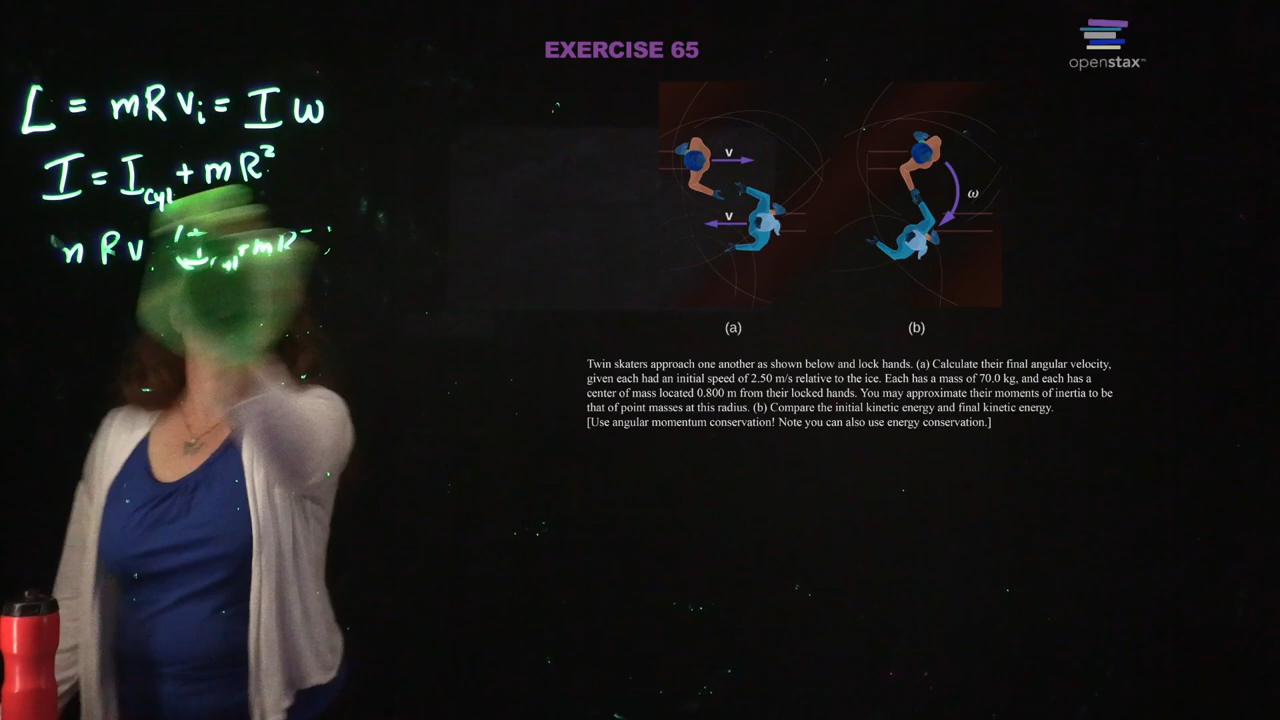 EXERCISE 65
openstax™
L = mRvᵢ = Iω
I = I_cyl + mR²
m R v
v
v
ω
(a)
(b)
Twin skaters approach one another as shown below and lock hands. (a) Calculate their final angular velocity,
given each had an initial speed of 2.50 m/s relative to the ice. Each has a mass of 70.0 kg, and each has a
center of mass located 0.800 m from their locked hands. You may approximate their moments of inertia to be
that of point masses at this radius. (b) Compare the initial kinetic energy and final kinetic energy.
[Use angular momentum conservation! Note you can also use energy conservation.]